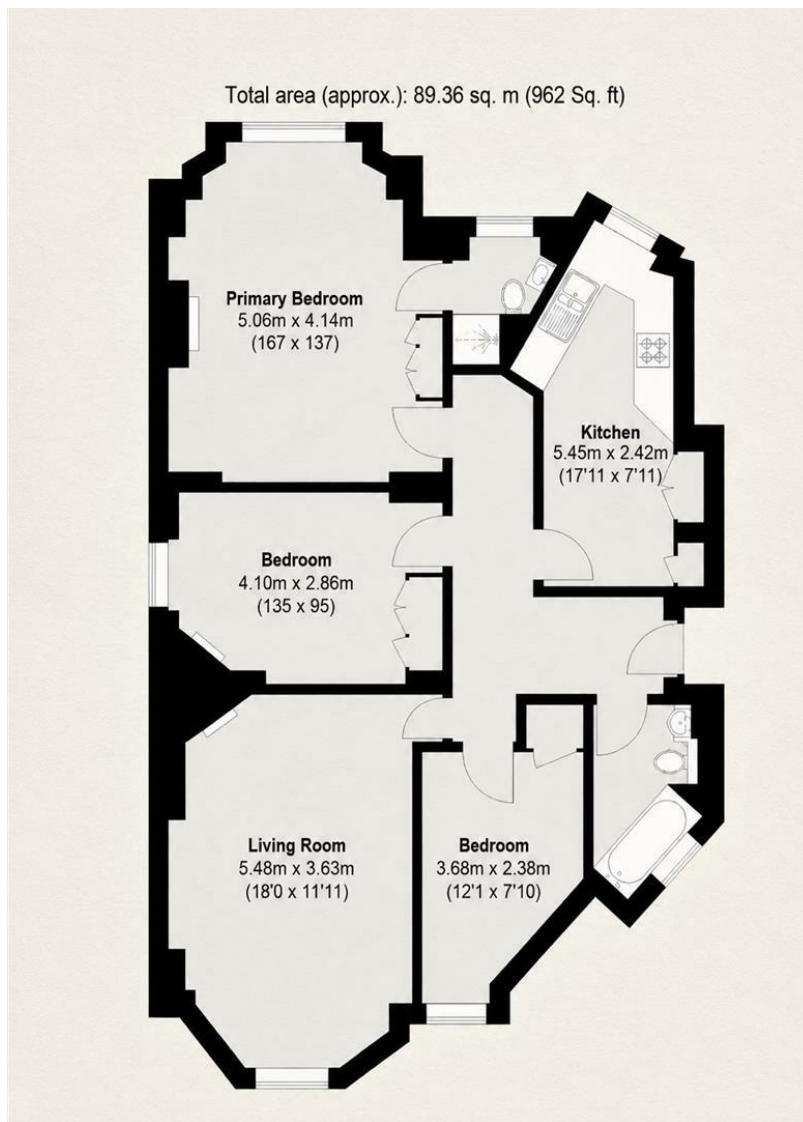 Total area (approx.): 89.36 sq. m (962 Sq. ft)
Primary Bedroom
5.06m x 4.14m
(167 x 137)
Kitchen
5.45m x 2.42m
(17'11 x 7'11)
Bedroom
4.10m x 2.86m
(135 x 95)
Living Room
5.48m x 3.63m
(18'0 x 11'11)
Bedroom
3.68m x 2.38m
(12'1 x 7'10)